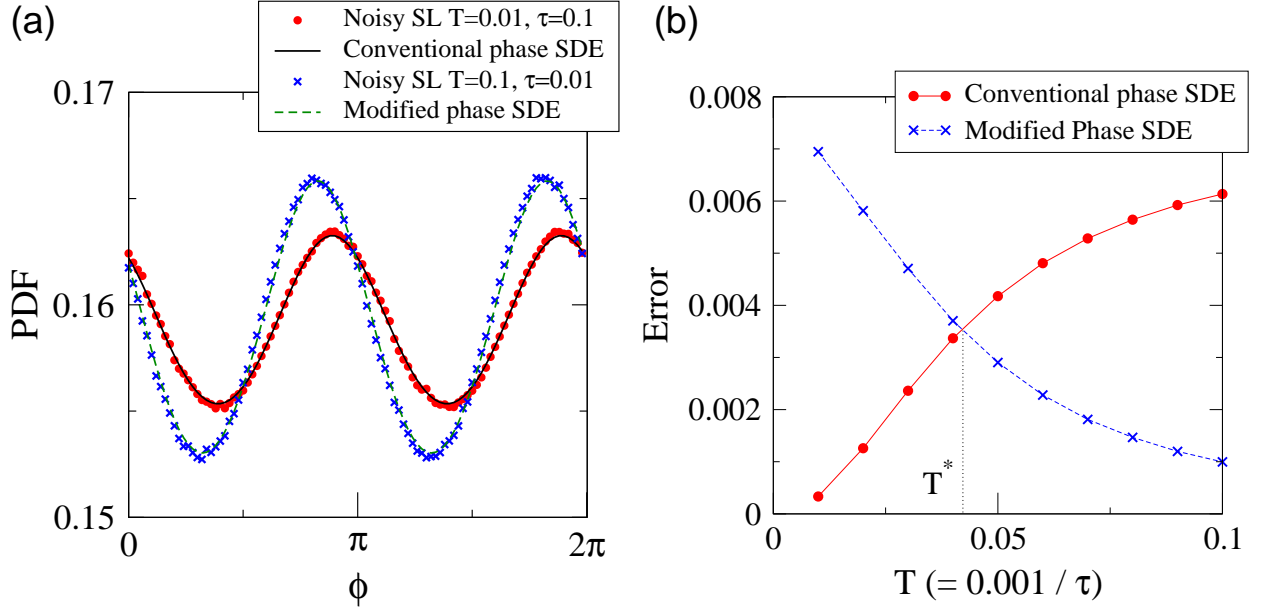 (a)
Noisy SL T=0.01, τ=0.1
Conventional phase SDE
Noisy SL T=0.1, τ=0.01
Modified phase SDE
0.17
0.16
0.15
PDF
0
π
2π
ϕ
(b)
Conventional phase SDE
Modified Phase SDE
0.008
0.006
0.004
0.002
0
Error
T*
0
0.05
0.1
T (= 0.001 / τ)